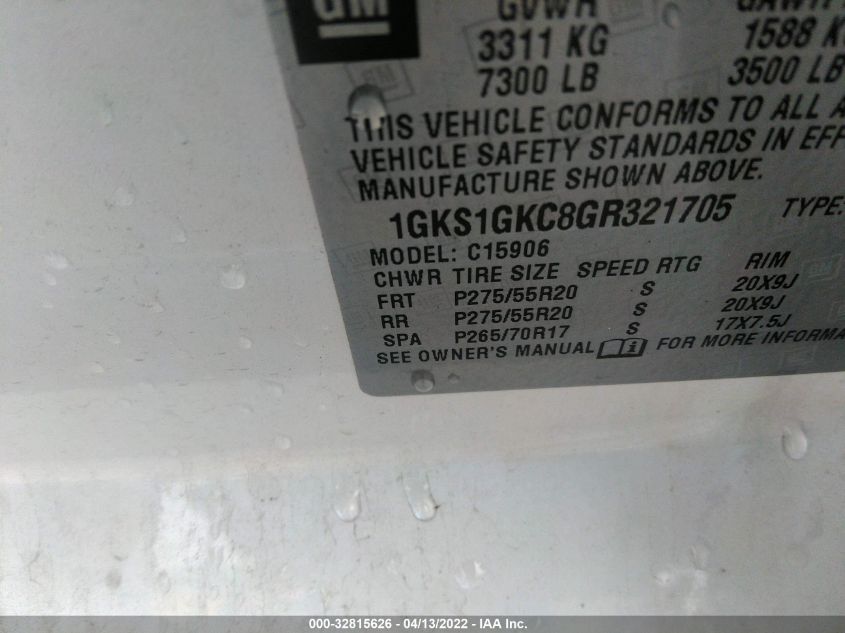 GM
GVWR
3311 KG
1588 K
7300 LB
3500 LB
THIS VEHICLE CONFORMS TO ALL A
VEHICLE SAFETY STANDARDS IN EFF
MANUFACTURE SHOWN ABOVE.
1GKS1GKC8GR321705 TYPE:
MODEL: C15906
CHWR TIRE SIZE SPEED RTG RIM
FRT P275/55R20 S 20X9J
RR P275/55R20 S 20X9J
SPA P265/70R17 S 17X7.5J
SEE OWNER'S MANUAL FOR MORE INFORMA
000-32815626 - 04/13/2022 - IAA Inc.